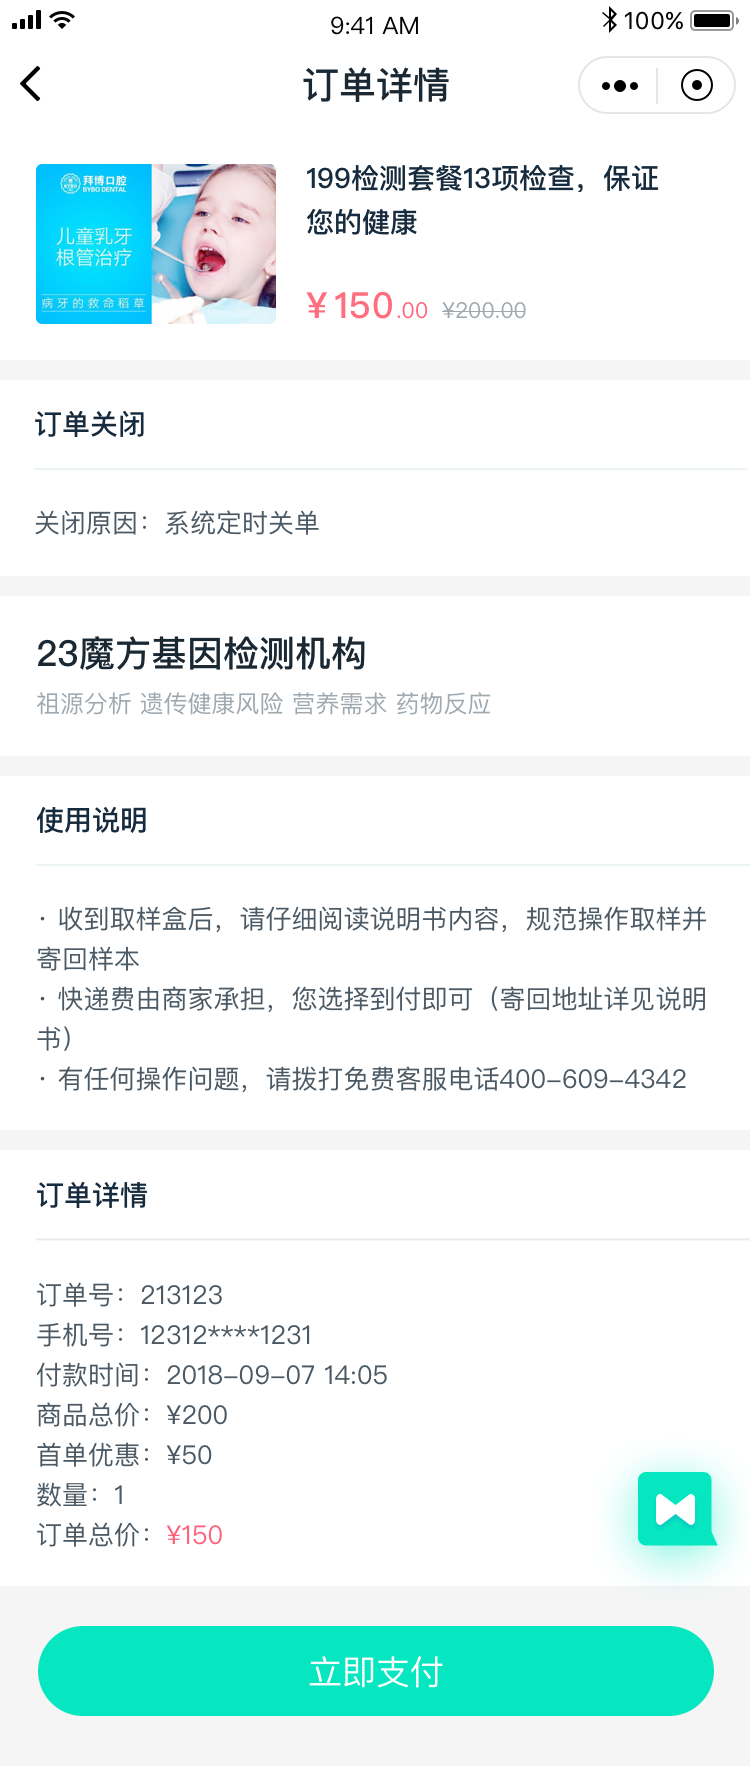 9:41 AM
100%
订单详情
拜博口腔
BYBO DENTAL
儿童乳牙
根管治疗
病牙的救命稻草
199检测套餐13项检查，保证
您的健康
¥150.00 ¥200.00
订单关闭
关闭原因：系统定时关单
23魔方基因检测机构
祖源分析 遗传健康风险 营养需求 药物反应
使用说明
· 收到取样盒后，请仔细阅读说明书内容，规范操作取样并
寄回样本
· 快递费由商家承担，您选择到付即可（寄回地址详见说明
书）
· 有任何操作问题，请拨打免费客服电话400-609-4342
订单详情
订单号：213123
手机号：12312****1231
付款时间：2018-09-07 14:05
商品总价：¥200
首单优惠：¥50
数量：1
订单总价：¥150
立即支付